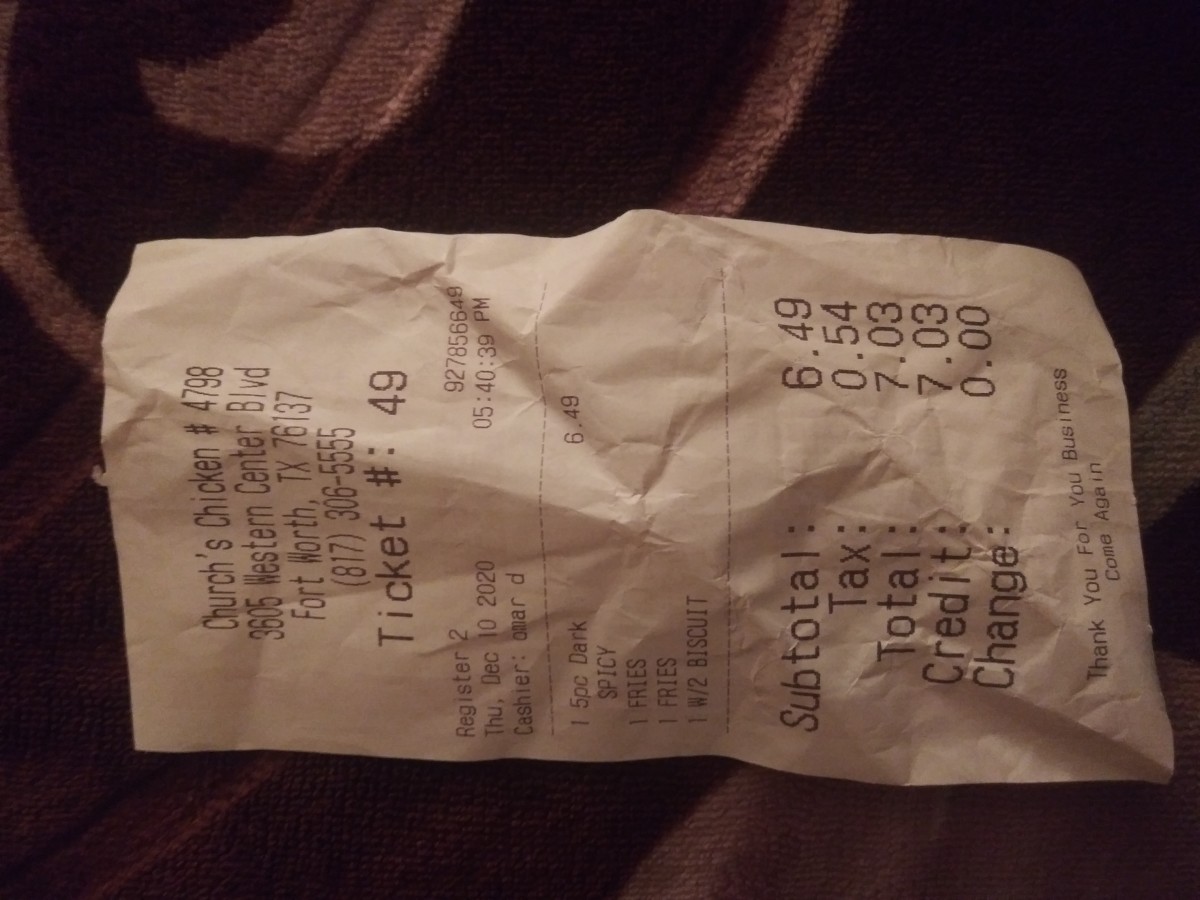 Church's Chicken # 4798
3605 Western Center Blvd
Fort Worth, TX 76137
(817) 306-5555
Ticket #: 49
927856649
Register 2
Thu, Dec 10 2020 05:40:39 PM
Cashier: omar d
1 5pc Dark 6.49
SPICY
1 FRIES
1 FRIES
1 W/2 BISCUIT
Subtotal: 6.49
Tax: 0.54
Total: 7.03
Credit: 7.03
Change: 0.00
Thank You For You Business
Come Again